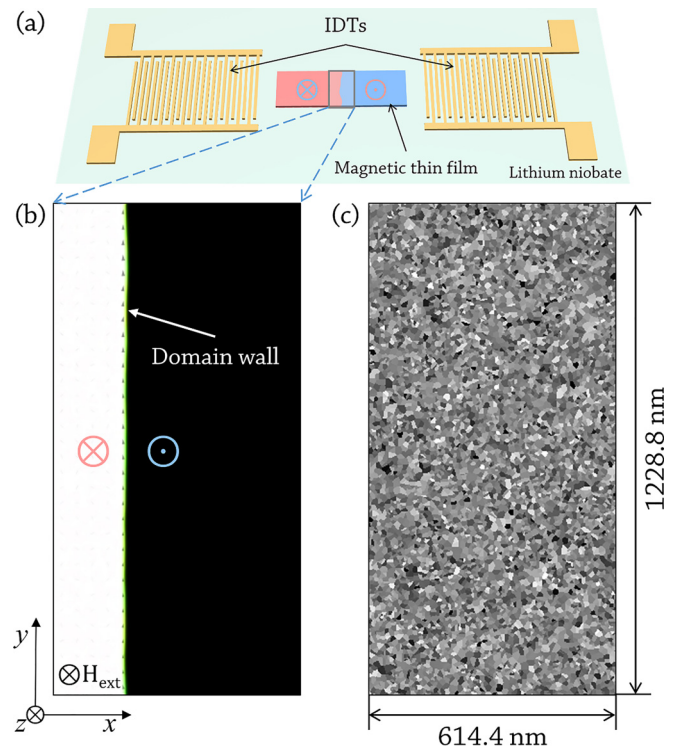 (a)
IDTs
Magnetic thin film
Lithium niobate
(b)
Domain wall
y
H_ext
z
x
(c)
1228.8 nm
614.4 nm